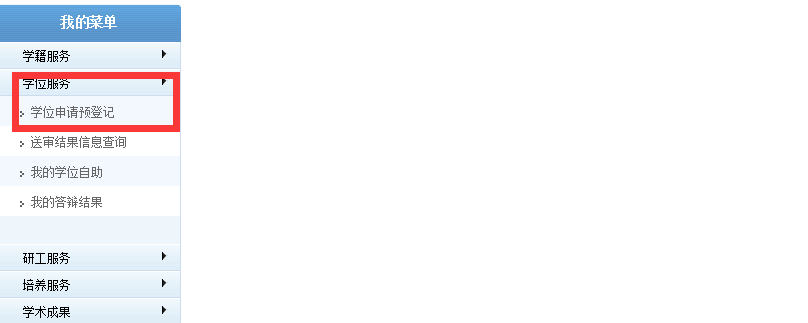 我的菜单
学籍服务
学位服务
学位申请预登记
送审结果信息查询
我的学位自助
我的答辩结果
研工服务
培养服务
学术成果